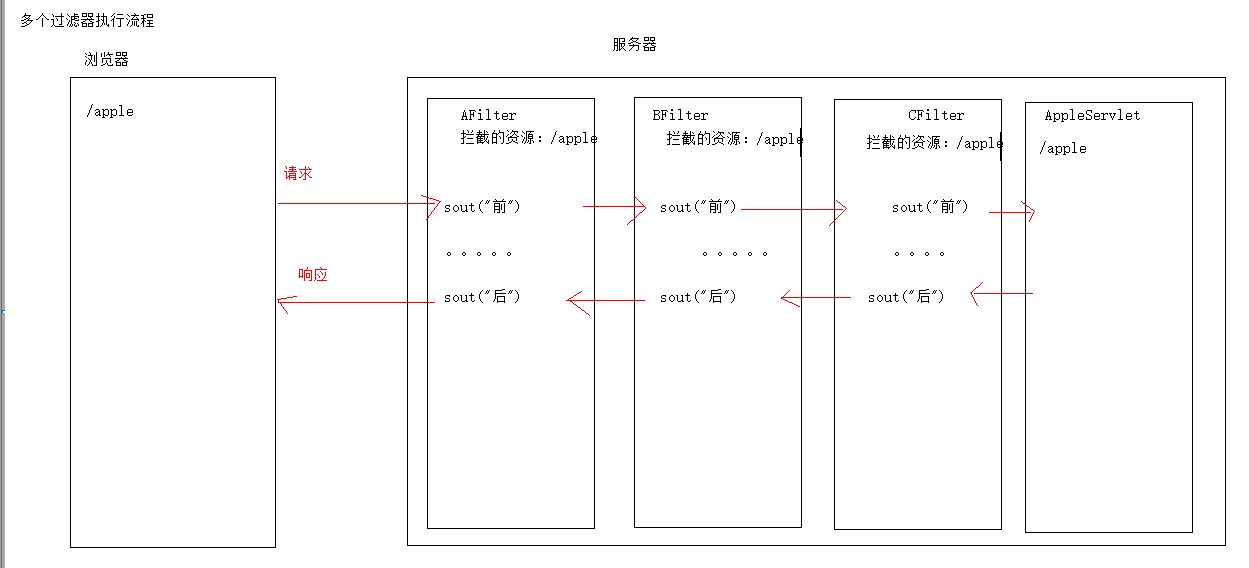 多个过滤器执行流程
服务器
浏览器
/apple
请求
响应
AFilter
拦截的资源：/apple
sout("前")
。。。。。
sout("后")
BFilter
拦截的资源：/apple
sout("前")
。。。。。
sout("后")
CFilter
拦截的资源：/apple
sout("前")
。。。。
sout("后")
AppleServlet
/apple